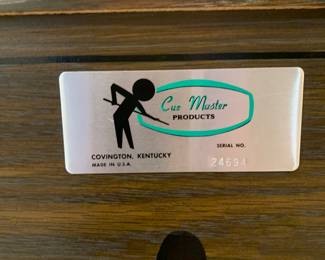 Cue Master
PRODUCTS
SERIAL NO.
COVINGTON, KENTUCKY
MADE IN U.S.A.
24694